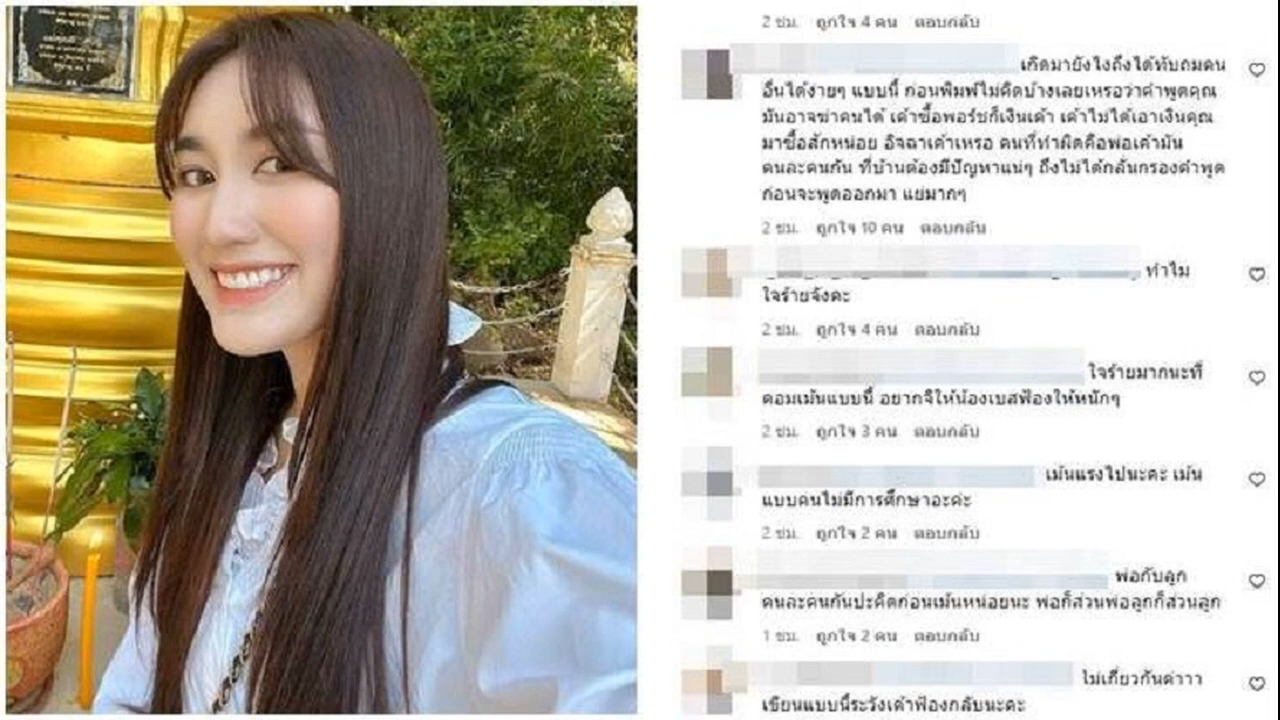 2 ชม. ถูกใจ 4 คน ตอบกลับ
เกิดมายังไงถึงได้ทับถมคน
อื่นได้ง่ายๆ แบบนี้ ก่อนพิมพ์ไม่คิดบ้างเลยเหรอว่าคำพูดคุณ
มันอาจฆ่าคนได้ เค้าซื้อพอร์ชก็เงินเค้า เค้าไม่ได้เอาเงินคุณ
มาซื้อสักหน่อย อิจฉาเค้าเหรอ คนที่ทำผิดคือพ่อเค้ามัน
คนละคนกัน ที่บ้านต้องมีปัญหาแน่ๆ ถึงไม่ได้กลั่นกรองคำพูด
ก่อนจะพูดออกมา แย่มากๆ
2 ชม. ถูกใจ 10 คน ตอบกลับ
ทำไม
ใจร้ายจังคะ
2 ชม. ถูกใจ 4 คน ตอบกลับ
ใจร้ายมากนะที่
คอมเม้นแบบนี้ อยากจิให้น้องเบสฟ้องให้หนักๆ
2 ชม. ถูกใจ 3 คน ตอบกลับ
เม้นแรงไปนะคะ เม้น
แบบคนไม่มีการศึกษาอะค่ะ
2 ชม. ถูกใจ 2 คน ตอบกลับ
พ่อกับลูก
คนละคนกันปะคิดก่อนเม้นหน่อยนะ พ่อก็ส่วนพ่อลูกก็ส่วนลูก
1 ชม. ถูกใจ 2 คน ตอบกลับ
ไม่เกี่ยวกันค่าาา
เขียนแบบนี้ระวังเค้าฟ้องกลับนะคะ